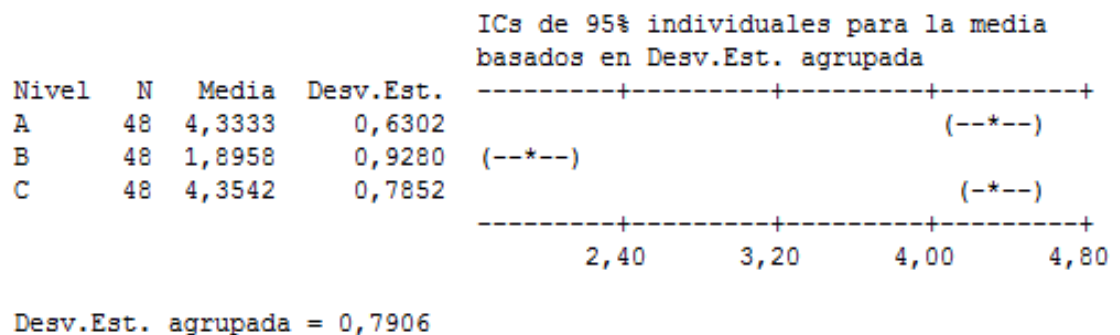 ICs de 95% individuales para la media
basados en Desv.Est. agrupada
Nivel N Media Desv.Est. ---------+---------+---------+---------+
A 48 4,3333 0,6302 (--*--)
B 48 1,8958 0,9280 (--*--)
C 48 4,3542 0,7852 (-*--)
---------+---------+---------+---------+
2,40 3,20 4,00 4,80
Desv.Est. agrupada = 0,7906